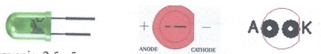 + −
ANODE CATHODE
A K